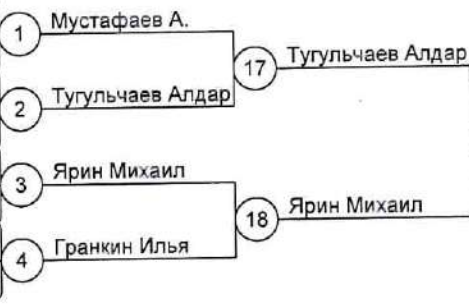 1 Мустафаев А.
17 Тугульчаев Алдар
2 Тугульчаев Алдар
3 Ярин Михаил
18 Ярин Михаил
4 Гранкин Илья